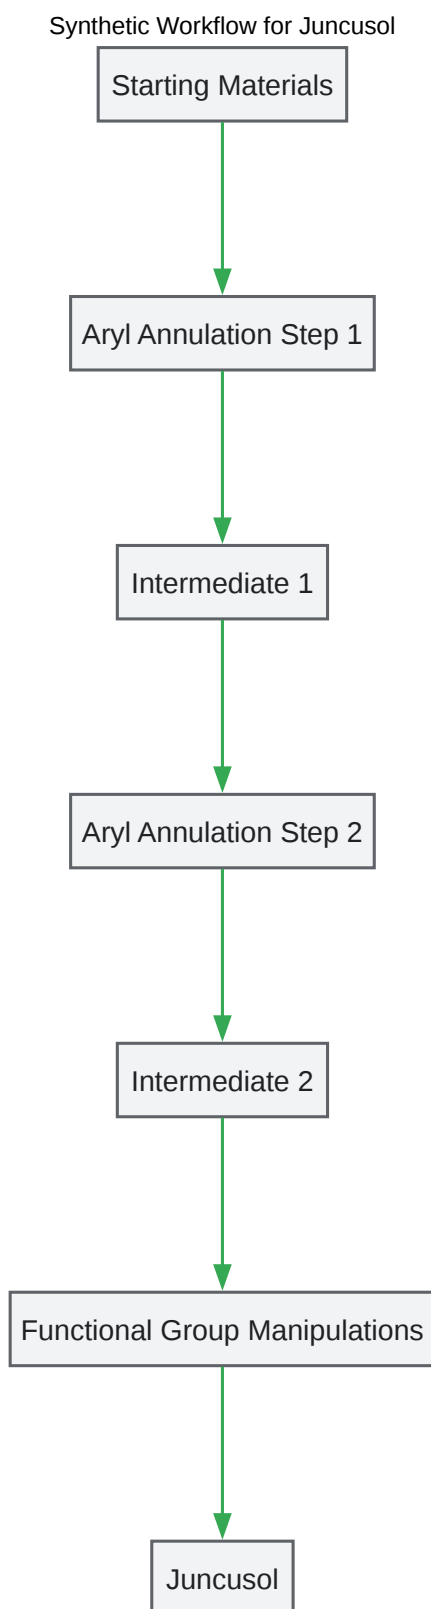 Synthetic Workflow for Juncusol
Starting Materials
Aryl Annulation Step 1
Intermediate 1
Aryl Annulation Step 2
Intermediate 2
Functional Group Manipulations
Juncusol